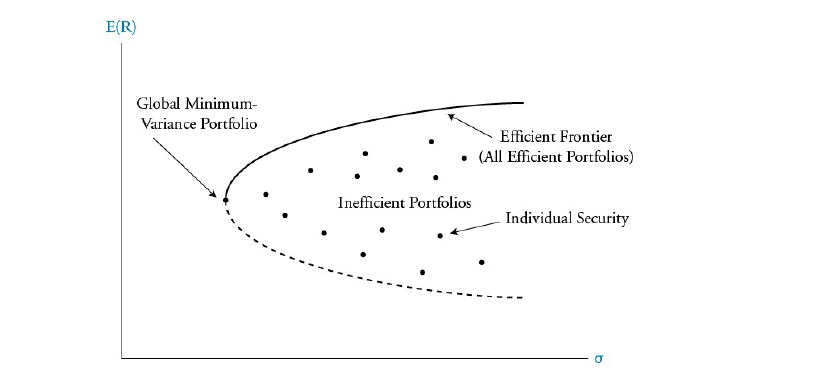 E(R)
Global Minimum-
Variance Portfolio
Efficient Frontier
(All Efficient Portfolios)
Inefficient Portfolios
Individual Security
σ